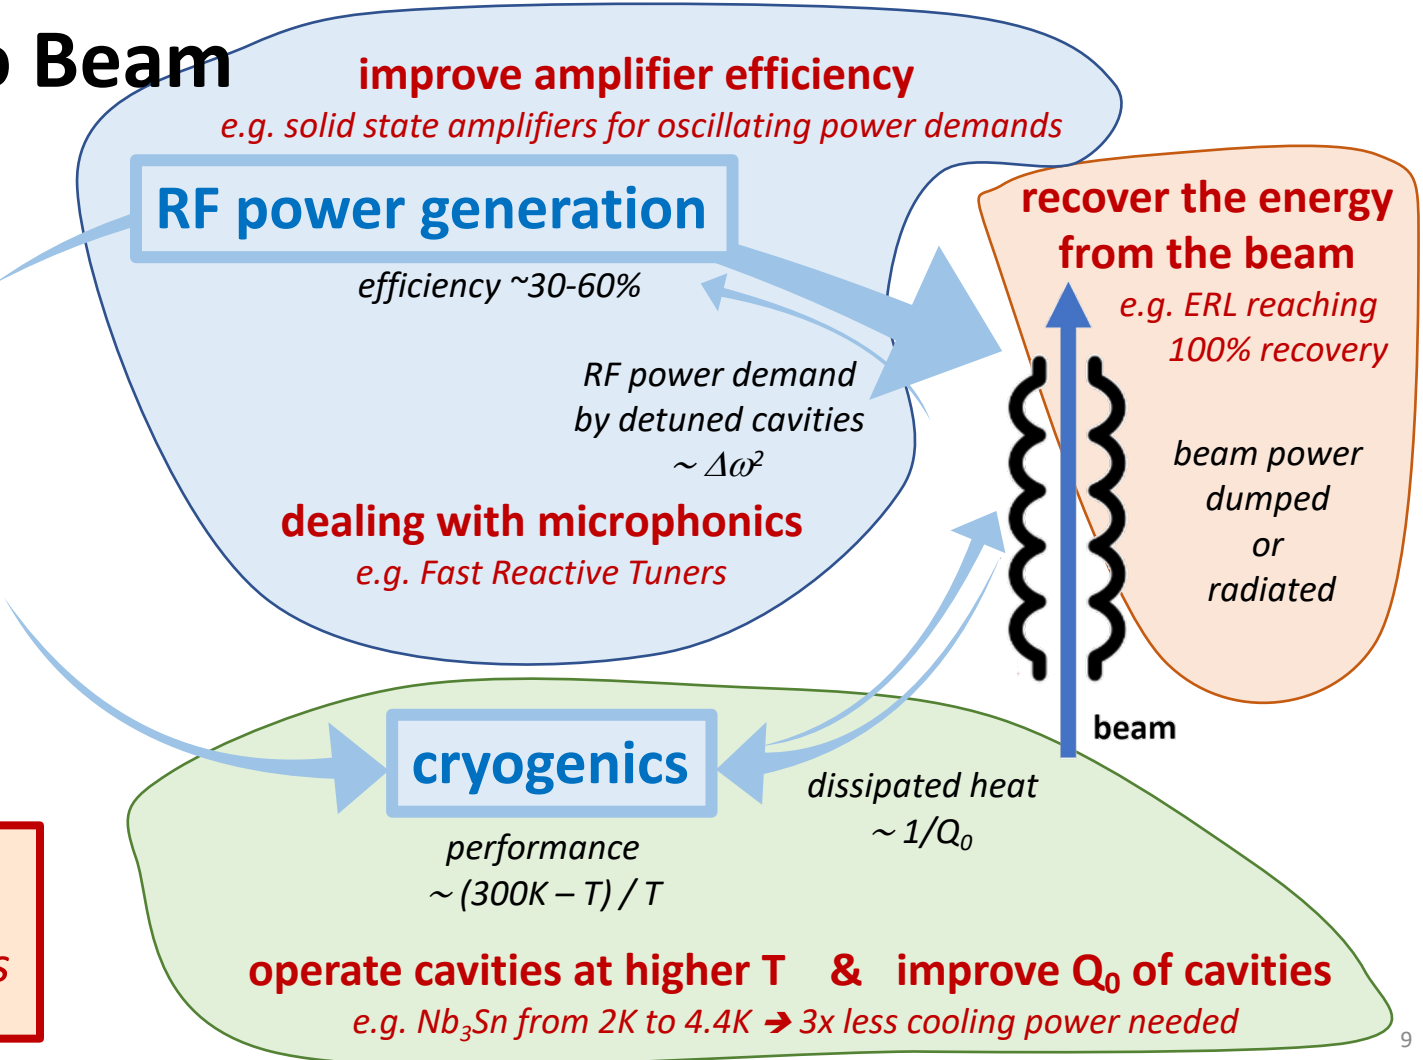 o Beam
improve amplifier efficiency
e.g. solid state amplifiers for oscillating power demands
RF power generation
efficiency ~30-60%
RF power demand
by detuned cavities
~ Δω²
dealing with microphonics
e.g. Fast Reactive Tuners
recover the energy
from the beam
e.g. ERL reaching
100% recovery
beam power
dumped
or
radiated
beam
cryogenics
performance
~ (300K – T) / T
dissipated heat
~ 1/Q₀
operate cavities at higher T & improve Q₀ of cavities
e.g. Nb₃Sn from 2K to 4.4K ➔ 3x less cooling power needed
s
9